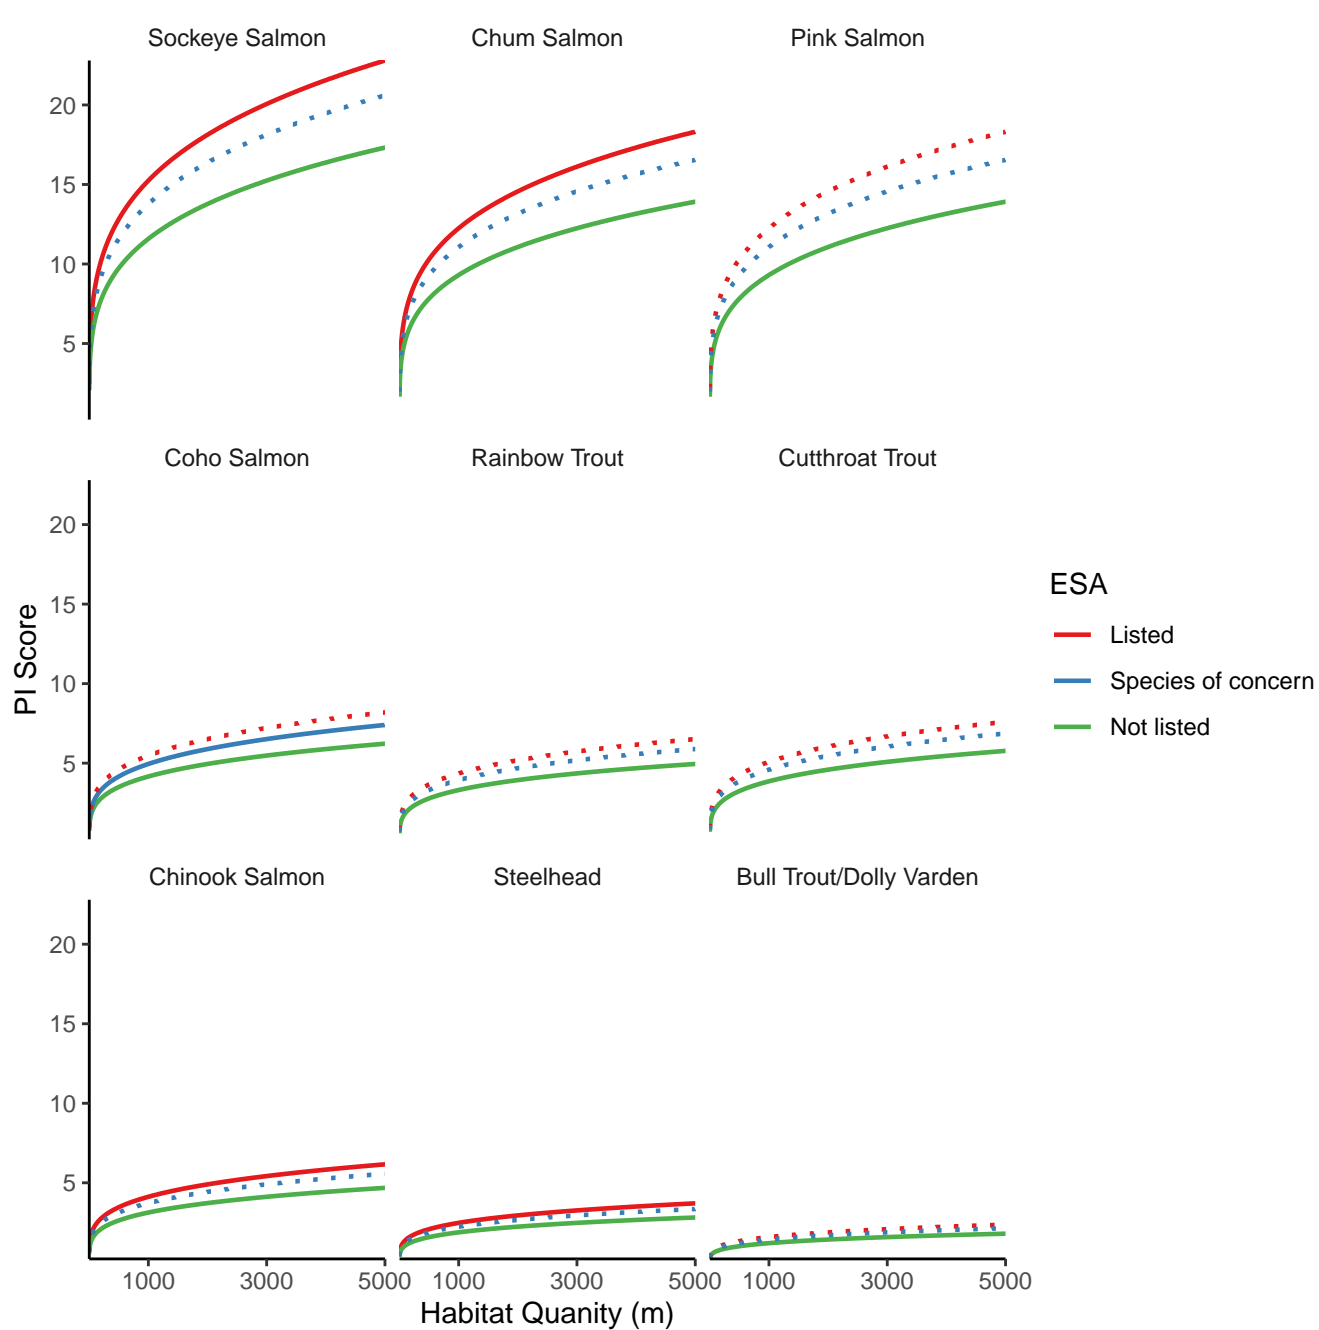 Sockeye Salmon
Chum Salmon
Pink Salmon
20
15
10
5
Coho Salmon
Rainbow Trout
Cutthroat Trout
20
15
10
5
PI Score
ESA
Listed
Species of concern
Not listed
Chinook Salmon
Steelhead
Bull Trout/Dolly Varden
20
15
10
5
1000 3000 5000 1000 3000 5000 1000 3000 5000
Habitat Quanity (m)